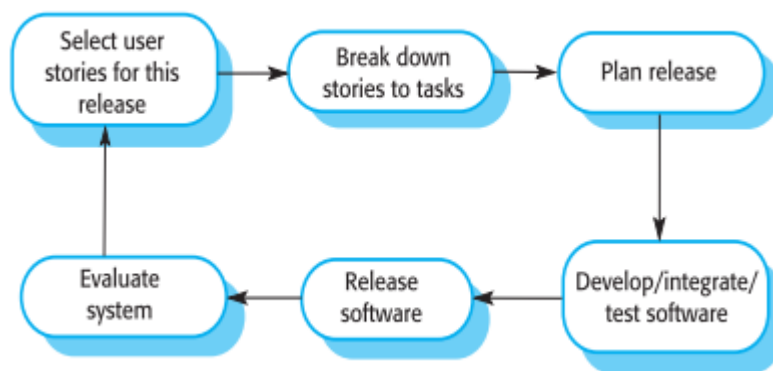 Select user
stories for this
release
Break down
stories to tasks
Plan release
Evaluate
system
Release
software
Develop/integrate/
test software